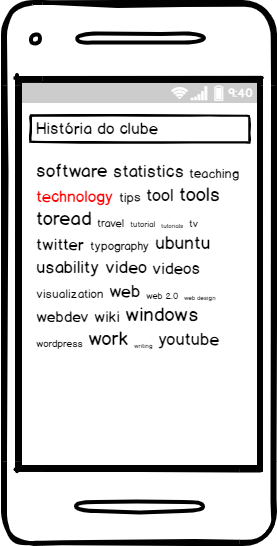 9:40
História do clube
software statistics teaching
technology tips tool tools
toread travel tutorial tutorials tv
twitter typography ubuntu
usability video videos
visualization web web 2.0 web design
webdev wiki windows
wordpress work writing youtube